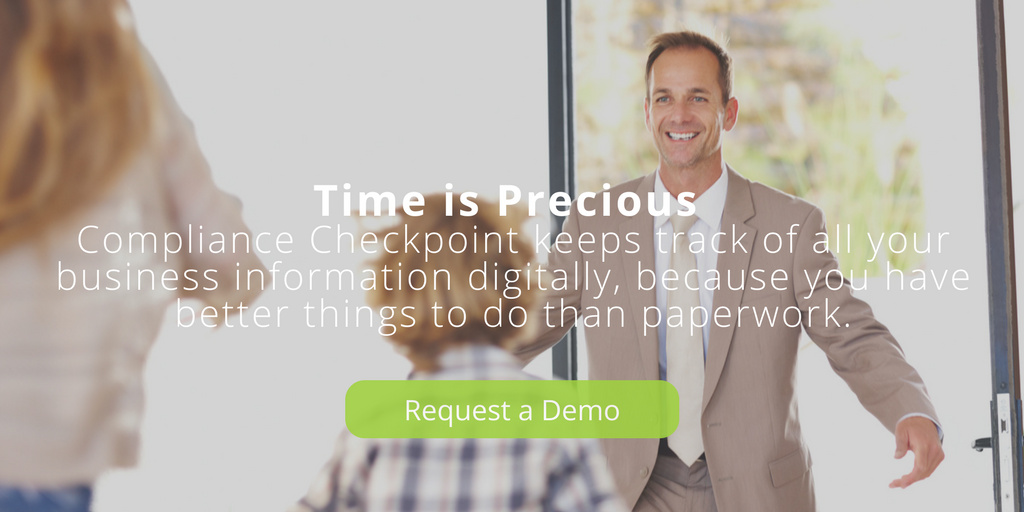 Time is Precious
Compliance Checkpoint keeps track of all your
business information digitally, because you have
better things to do than paperwork.
Request a Demo